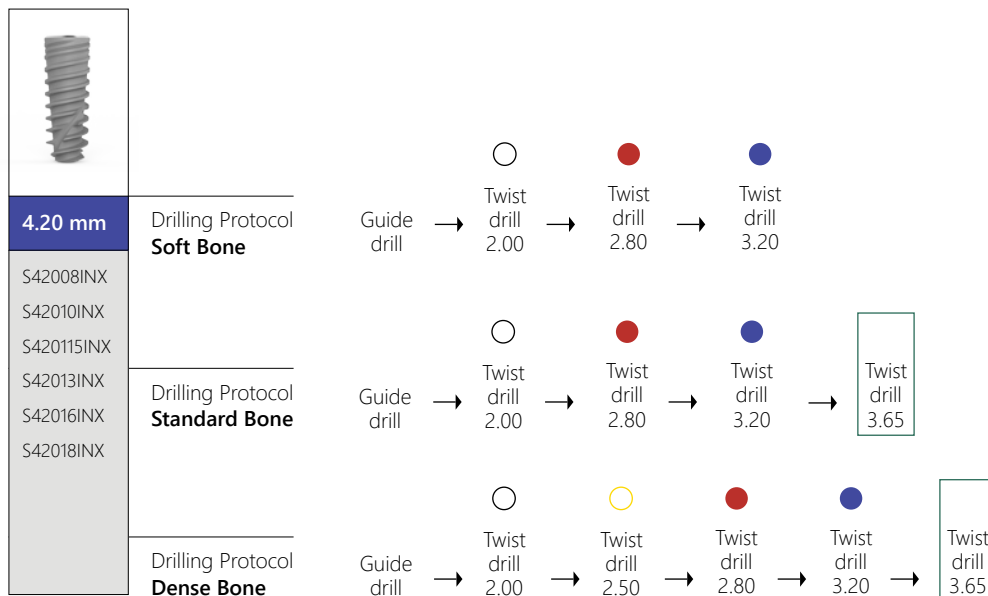 4.20 mm
S42008INX
S42010INX
S420115INX
S42013INX
S42016INX
S42018INX
Drilling Protocol
Soft Bone
Guide
drill
Twist
drill
2.00
Twist
drill
2.80
Twist
drill
3.20
Drilling Protocol
Standard Bone
Guide
drill
Twist
drill
2.00
Twist
drill
2.80
Twist
drill
3.20
Twist
drill
3.65
Drilling Protocol
Dense Bone
Guide
drill
Twist
drill
2.00
Twist
drill
2.50
Twist
drill
2.80
Twist
drill
3.20
Twist
drill
3.65